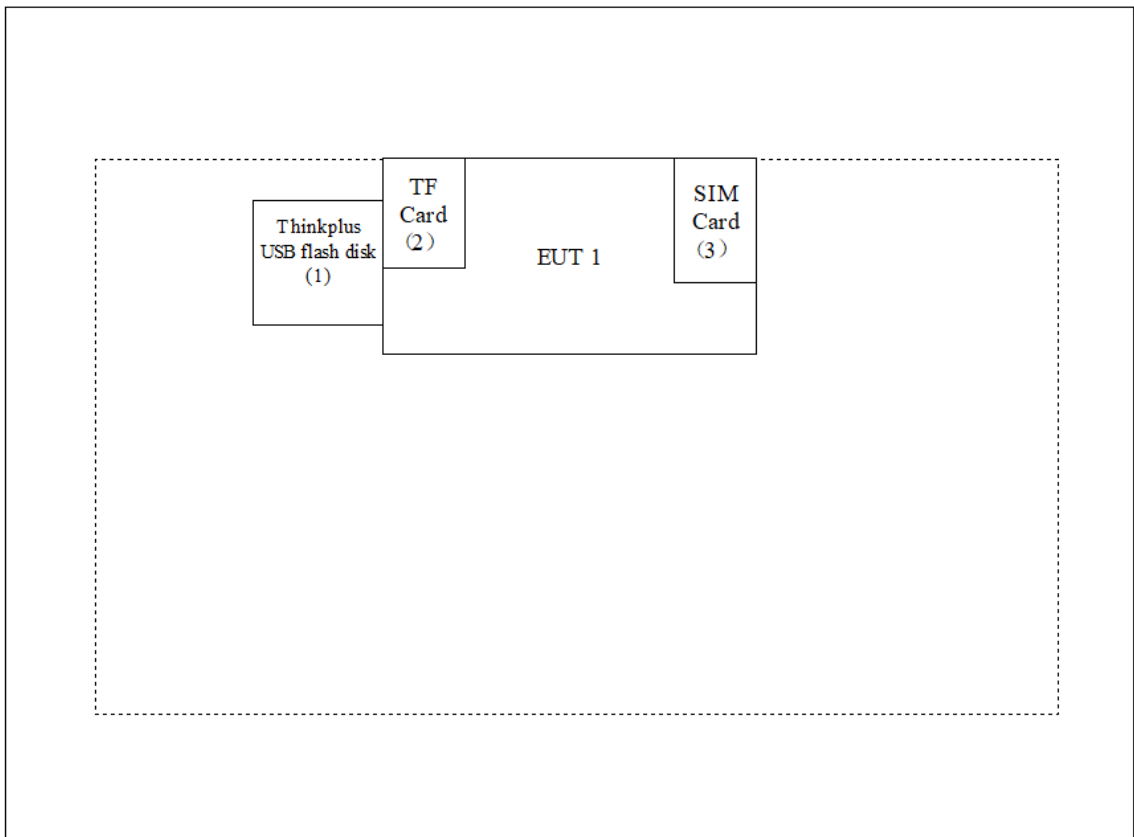 Thinkplus
USB flash disk
(1)
TF
Card
（2）
EUT 1
SIM
Card
（3）